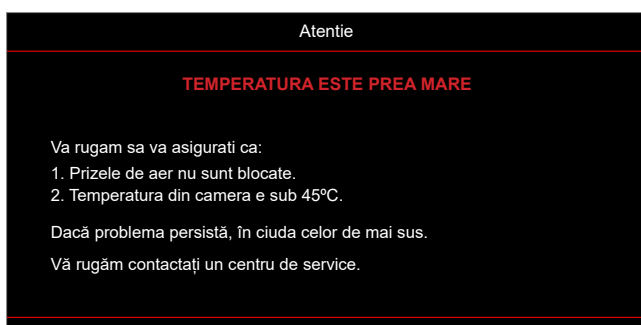 Atentie
TEMPERATURA ESTE PREA MARE
Va rugam sa va asigurati ca:
1. Prizele de aer nu sunt blocate.
2. Temperatura din camera e sub 45ºC.
Dacă problema persistă, în ciuda celor de mai sus.
Vă rugăm contactați un centru de service.